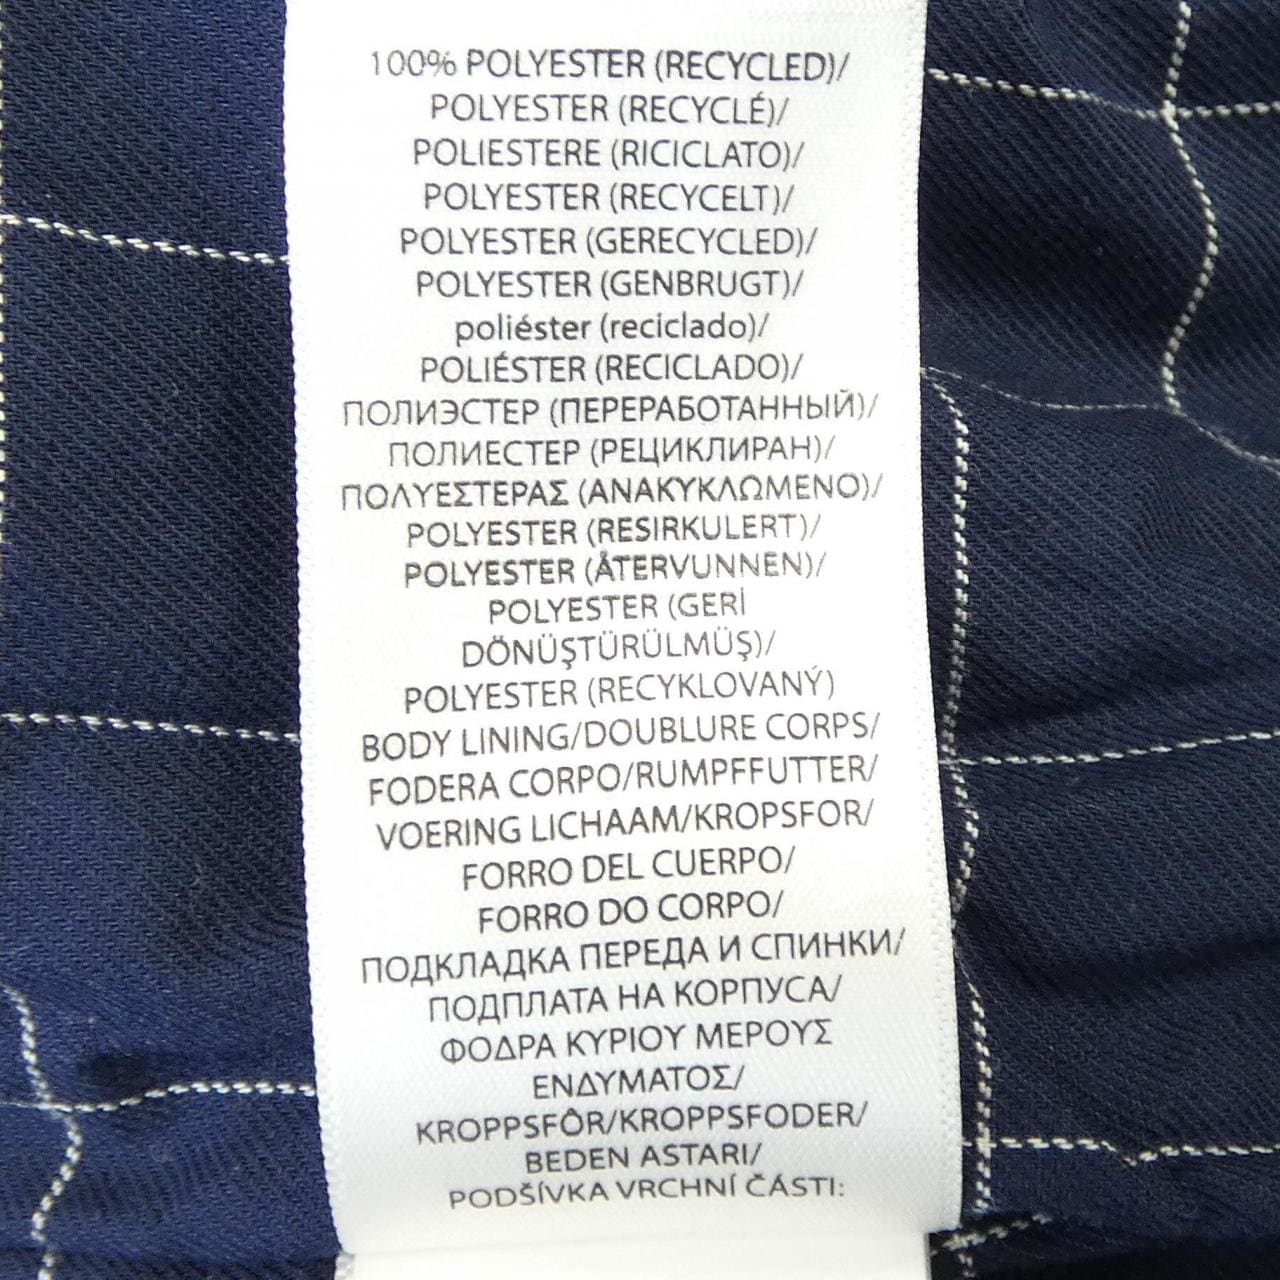 100% POLYESTER (RECYCLED)/
POLYESTER (RECYCLÉ)/
POLIESTERE (RICICLATO)/
POLYESTER (RECYCELT)/
POLYESTER (GERECYCLED)/
POLYESTER (GENBRUGT)/
poliéster (reciclado)/
POLIÉSTER (RECICLADO)/
ПОЛИЭСТЕР (ПЕРЕРАБОТАННЫЙ)/
ПОЛИЕСТЕР (РЕЦИКЛИРАН)/
ΠΟΛΥΕΣΤΕΡΑΣ (ΑΝΑΚΥΚΛΩΜΕΝΟ)/
POLYESTER (RESIRKULERT)/
POLYESTER (ÅTERVUNNEN)/
POLYESTER (GERİ
DÖNÜŞTÜRÜLMÜŞ)/
POLYESTER (RECYKLOVANÝ)
BODY LINING/DOUBLURE CORPS/
FODERA CORPO/RUMPFFUTTER/
VOERING LICHAAM/KROPSFOR/
FORRO DEL CUERPO/
FORRO DO CORPO/
ПОДКЛАДКА ПЕРЕДА И СПИНКИ/
ПОДПЛАТА НА КОРПУСА/
ΦΟΔΡΑ ΚΥΡΙΟΥ ΜΕΡΟΥΣ
ΕΝΔΥΜΑΤΟΣ/
KROPPSFÔR/KROPPSFODER/
BEDEN ASTARI/
PODŠÍVKA VRCHNÍ ČÁSTI: